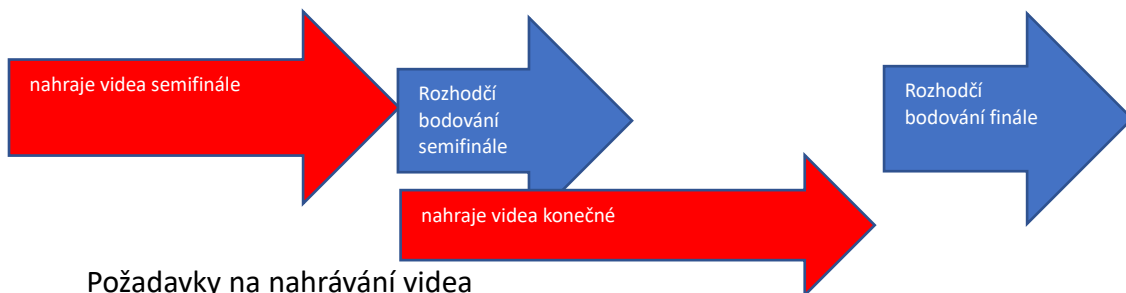 nahraje videa semifinále
Rozhodčí
bodování
semifinále
Rozhodčí
bodování finále
nahraje videa konečné
Požadavky na nahrávání videa